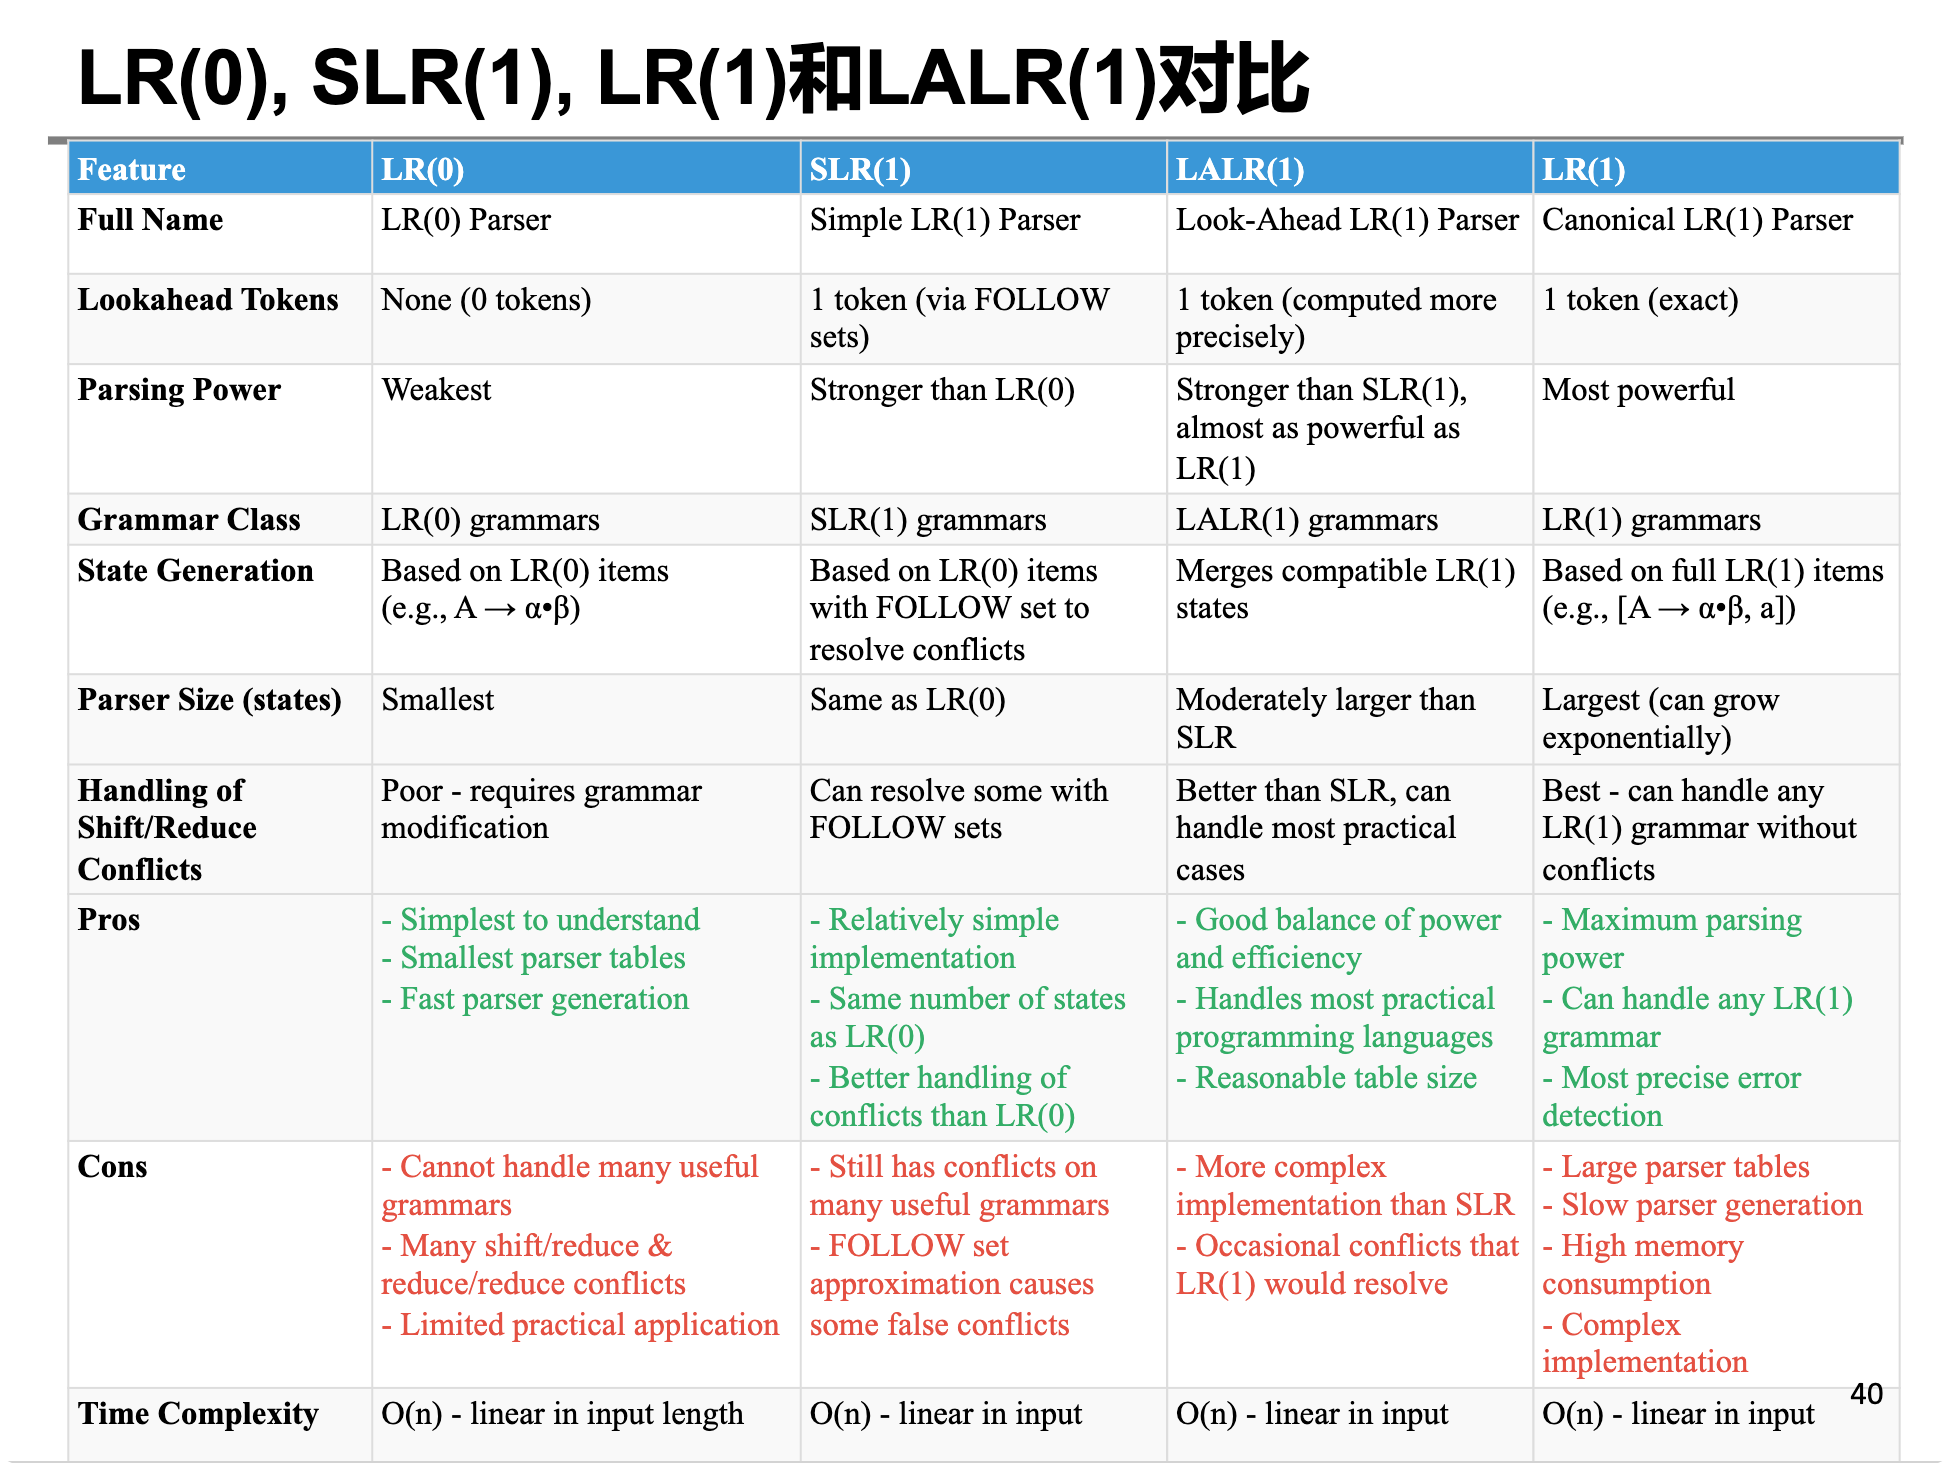 LR(0), SLR(1), LR(1)和LALR(1)对比
Feature
LR(0)
SLR(1)
LALR(1)
LR(1)
Full Name
LR(0) Parser
Simple LR(1) Parser
Look-Ahead LR(1) Parser
Canonical LR(1) Parser
Lookahead Tokens
None (0 tokens)
1 token (via FOLLOW
sets)
1 token (computed more
precisely)
1 token (exact)
Parsing Power
Weakest
Stronger than LR(0)
Stronger than SLR(1),
almost as powerful as
LR(1)
Most powerful
Grammar Class
LR(0) grammars
SLR(1) grammars
LALR(1) grammars
LR(1) grammars
State Generation
Based on LR(0) items
(e.g., A → α•β)
Based on LR(0) items
with FOLLOW set to
resolve conflicts
Merges compatible LR(1)
states
Based on full LR(1) items
(e.g., [A → α•β, a])
Parser Size (states)
Smallest
Same as LR(0)
Moderately larger than
SLR
Largest (can grow
exponentially)
Handling of
Shift/Reduce
Conflicts
Poor - requires grammar
modification
Can resolve some with
FOLLOW sets
Better than SLR, can
handle most practical
cases
Best - can handle any
LR(1) grammar without
conflicts
Pros
- Simplest to understand
- Smallest parser tables
- Fast parser generation
- Relatively simple
implementation
- Same number of states
as LR(0)
- Better handling of
conflicts than LR(0)
- Good balance of power
and efficiency
- Handles most practical
programming languages
- Reasonable table size
- Maximum parsing
power
- Can handle any LR(1)
grammar
- Most precise error
detection
Cons
- Cannot handle many useful
grammars
- Many shift/reduce &
reduce/reduce conflicts
- Limited practical application
- Still has conflicts on
many useful grammars
- FOLLOW set
approximation causes
some false conflicts
- More complex
implementation than SLR
- Occasional conflicts that
LR(1) would resolve
- Large parser tables
- Slow parser generation
- High memory
consumption
- Complex
implementation
Time Complexity
O(n) - linear in input length
O(n) - linear in input
O(n) - linear in input
O(n) - linear in input
40